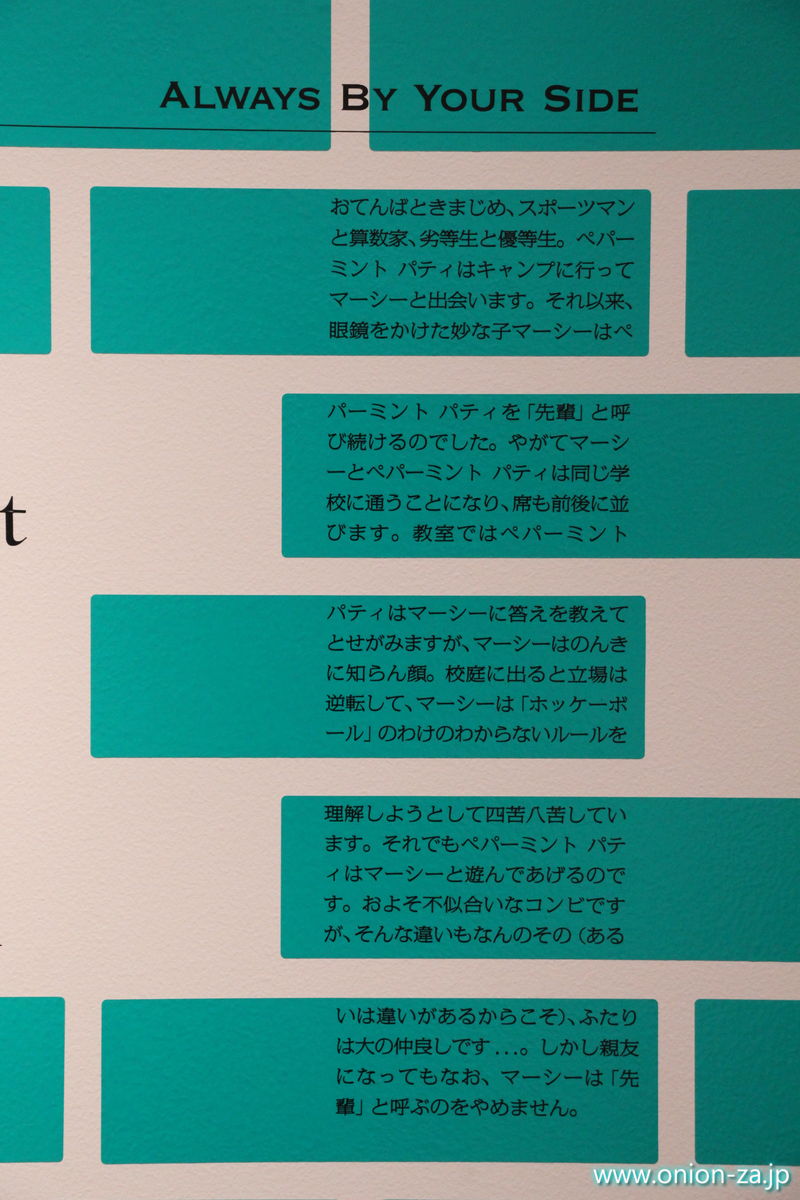 ALWAYS BY YOUR SIDE
おてんばときまじめ、スポーツマン
と算数家、劣等生と優等生。ペパー
ミント パティはキャンプに行って
マーシーと出会います。それ以来、
眼鏡をかけた妙な子マーシーはペ
パーミント パティを「先輩」と呼
び続けるのでした。やがてマーシ
ーとペパーミント パティは同じ学
校に通うことになり、席も前後に並
びます。教室ではペパーミント
t
パティはマーシーに答えを教えて
とせがみますが、マーシーはのんき
に知らん顔。校庭に出ると立場は
逆転して、マーシーは「ホッケーボ
ール」のわけのわからないルールを
理解しようとして四苦八苦してい
ます。それでもペパーミント パテ
ィはマーシーと遊んであげるので
す。およそ不似合いなコンビです
が、そんな違いもなんのその（ある
いは違いがあるからこそ）、ふたり
は大の仲良しです...。しかし親友
になってもなお、マーシーは「先
輩」と呼ぶのをやめません。
www.onion-za.jp